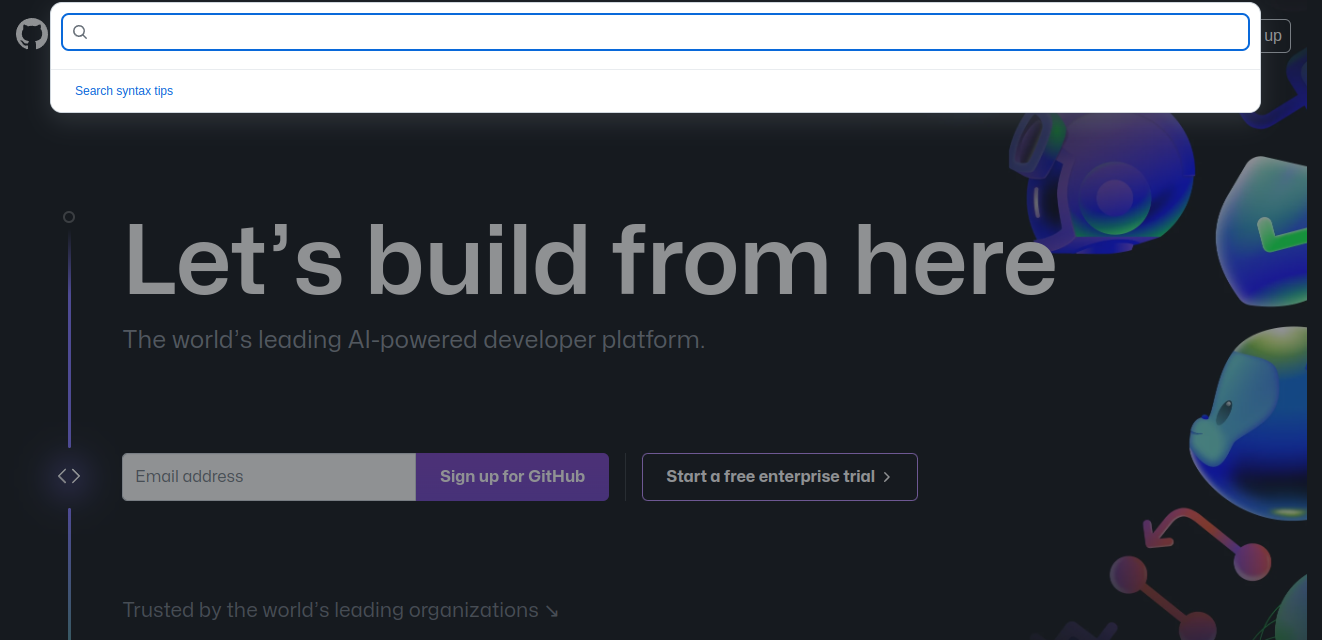 up
Search syntax tips
Let’s build from here
The world’s leading AI-powered developer platform.
Email address
Sign up for GitHub
Start a free enterprise trial >
Trusted by the world’s leading organizations ↘